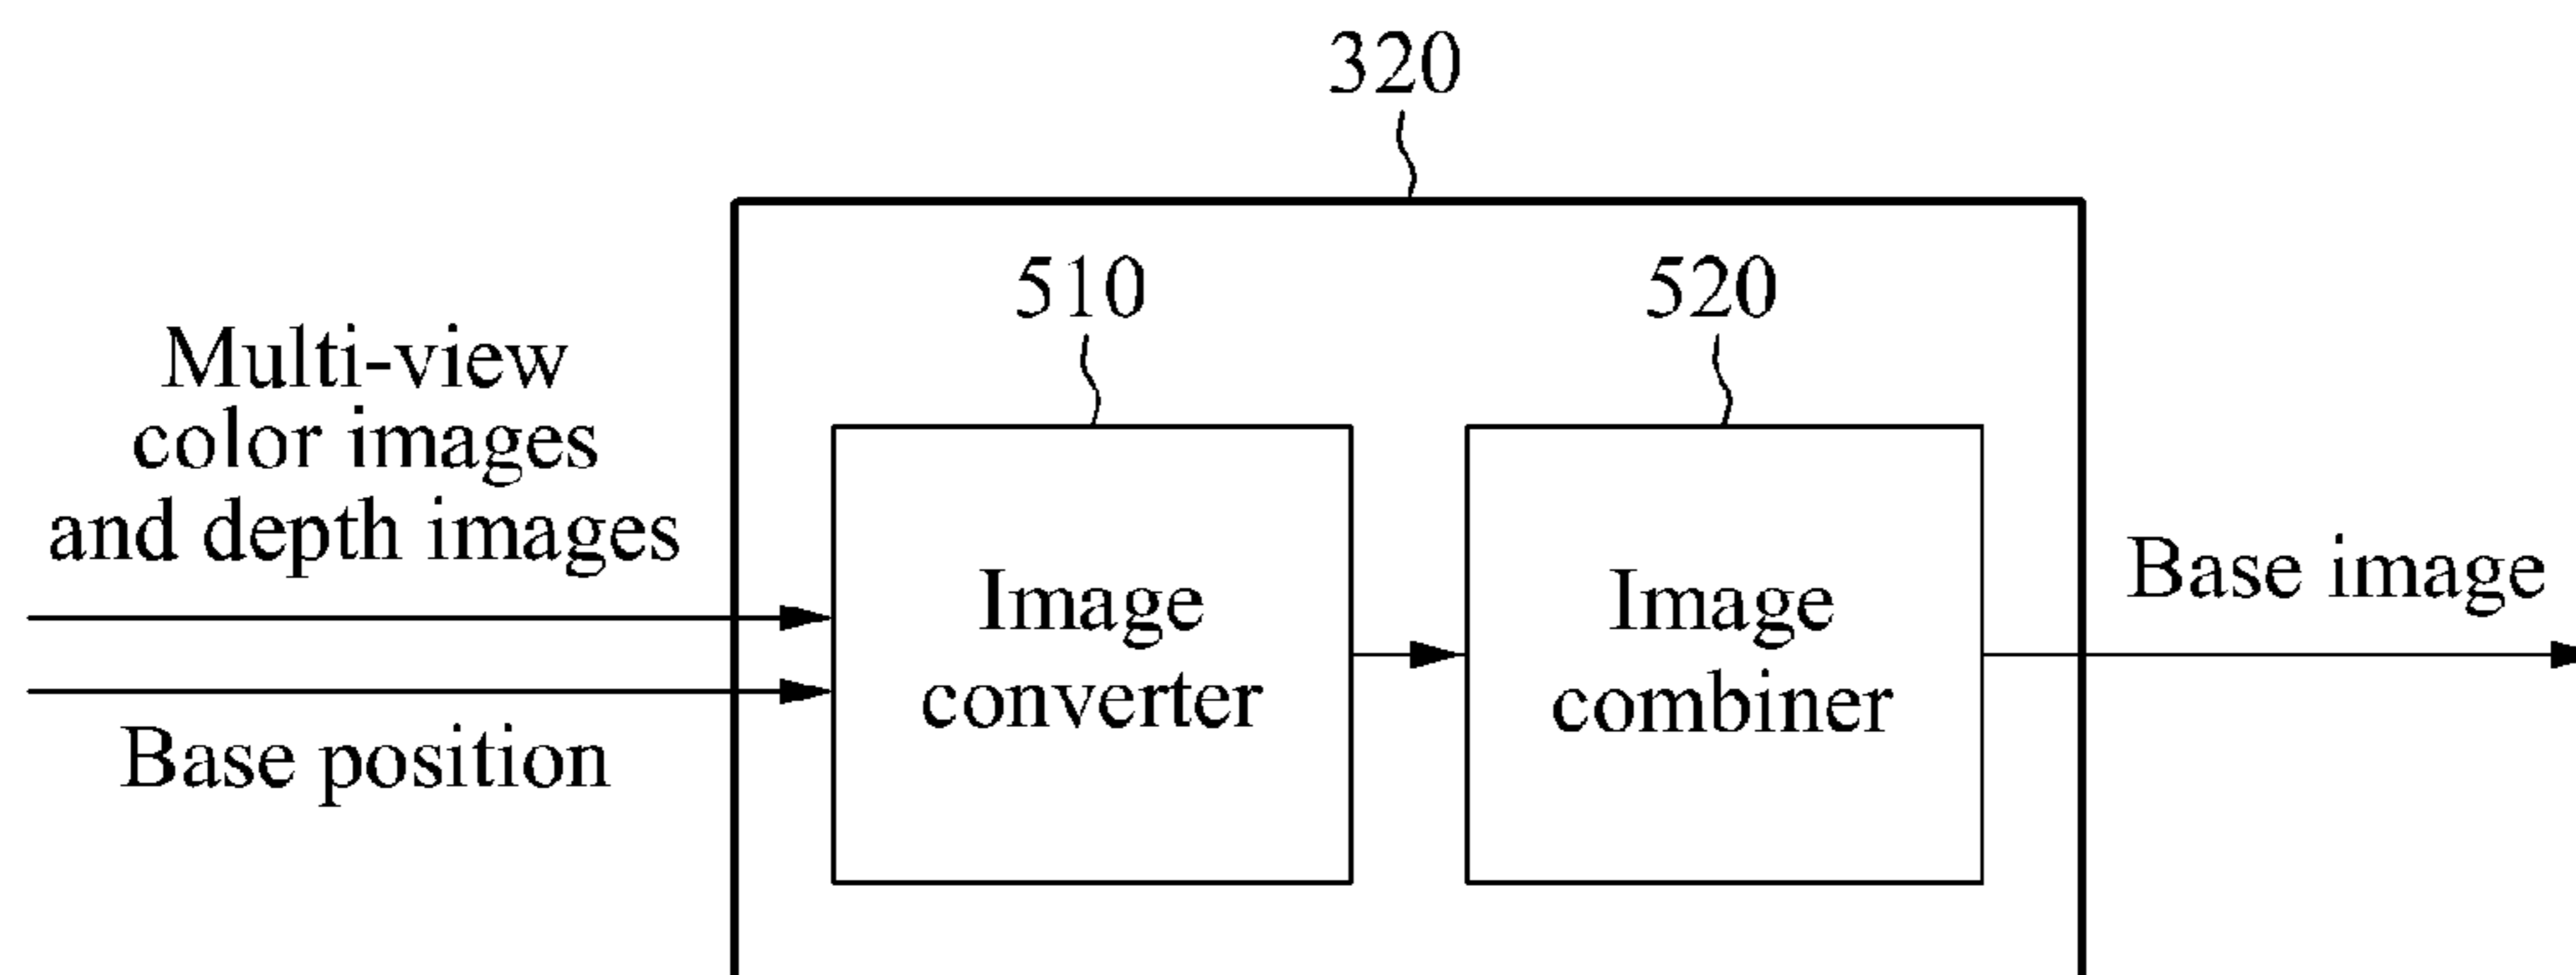 320
510
520
Multi-view
color images
and depth images
Base position
Image
converter
Image
combiner
Base image